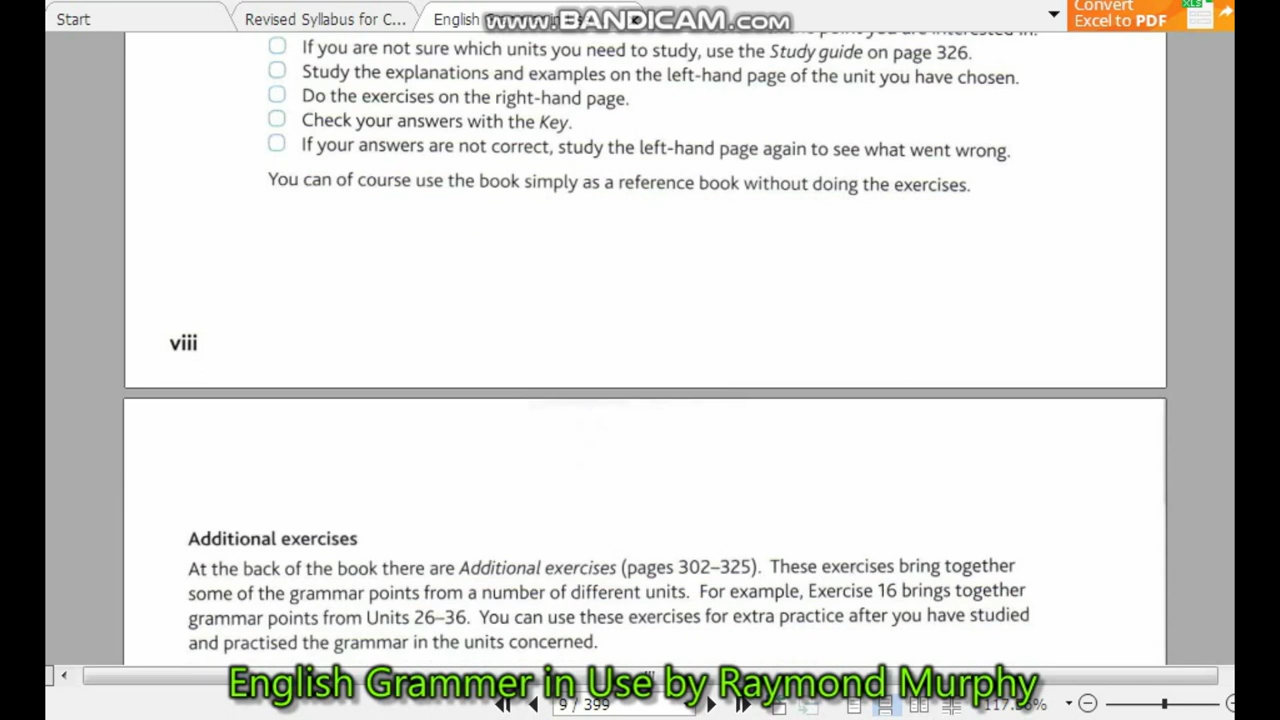 Start
Revised Syllabus for C...
English G
www.BANDICAM.com
Convert
Excel to PDF
XLS
If you are not sure which units you need to study, use the Study guide on page 326.
Study the explanations and examples on the left-hand page of the unit you have chosen.
Do the exercises on the right-hand page.
Check your answers with the Key.
If your answers are not correct, study the left-hand page again to see what went wrong.
You can of course use the book simply as a reference book without doing the exercises.
viii
Additional exercises
At the back of the book there are Additional exercises (pages 302–325). These exercises bring together
some of the grammar points from a number of different units. For example, Exercise 16 brings together
grammar points from Units 26–36. You can use these exercises for extra practice after you have studied
and practised the grammar in the units concerned.
English Grammer in Use by Raymond Murphy
9 / 399